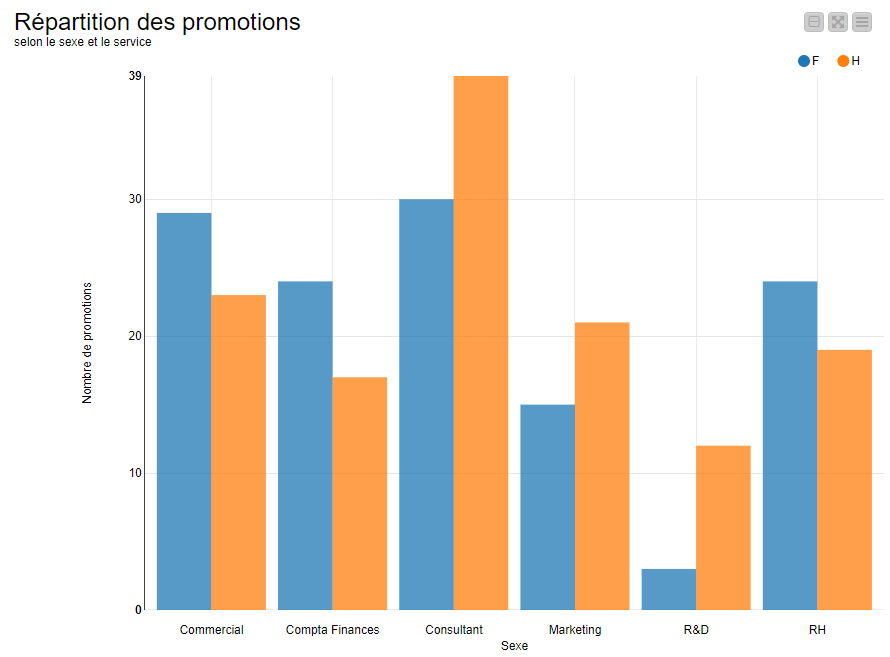 Répartition des promotions
selon le sexe et le service
F H
39
30
20
10
0
Nombre de promotions
Commercial Compta Finances Consultant Marketing R&D RH
Sexe